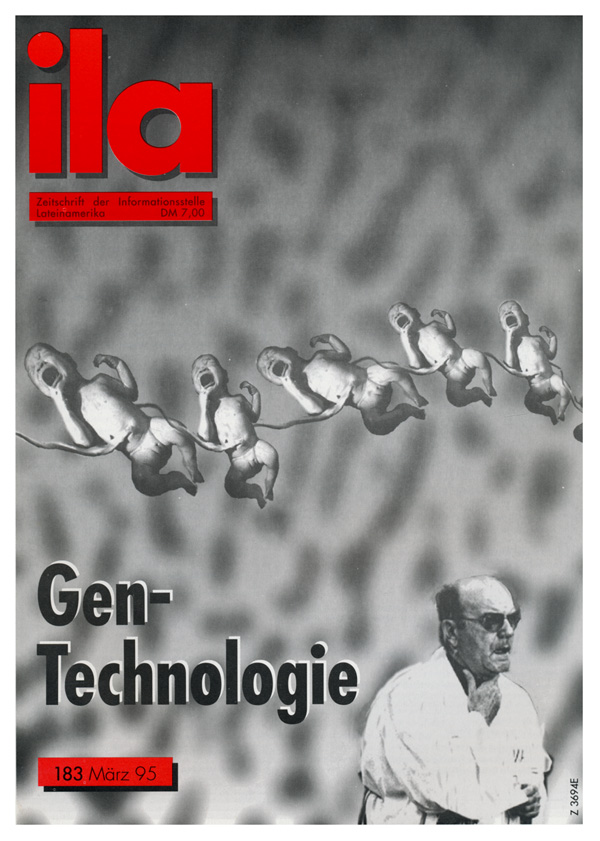 ila
Zeitschrift der Informationsstelle
Lateinamerika DM 7,00
Gen-
Technologie
183 März 95
Z 3694E